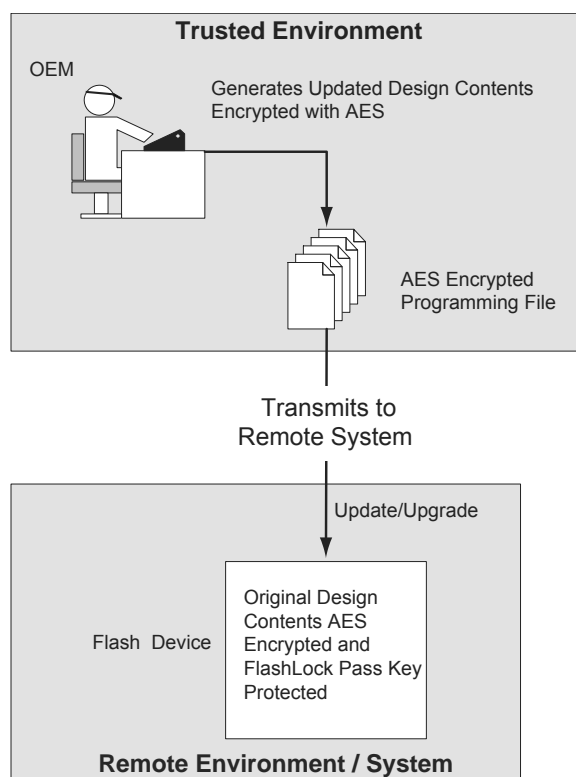 Trusted Environment
OEM
Generates Updated Design Contents
Encrypted with AES
AES Encrypted
Programming File
Transmits to
Remote System
Update/Upgrade
Flash Device
Original Design
Contents AES
Encrypted and
FlashLock Pass Key
Protected
Remote Environment / System